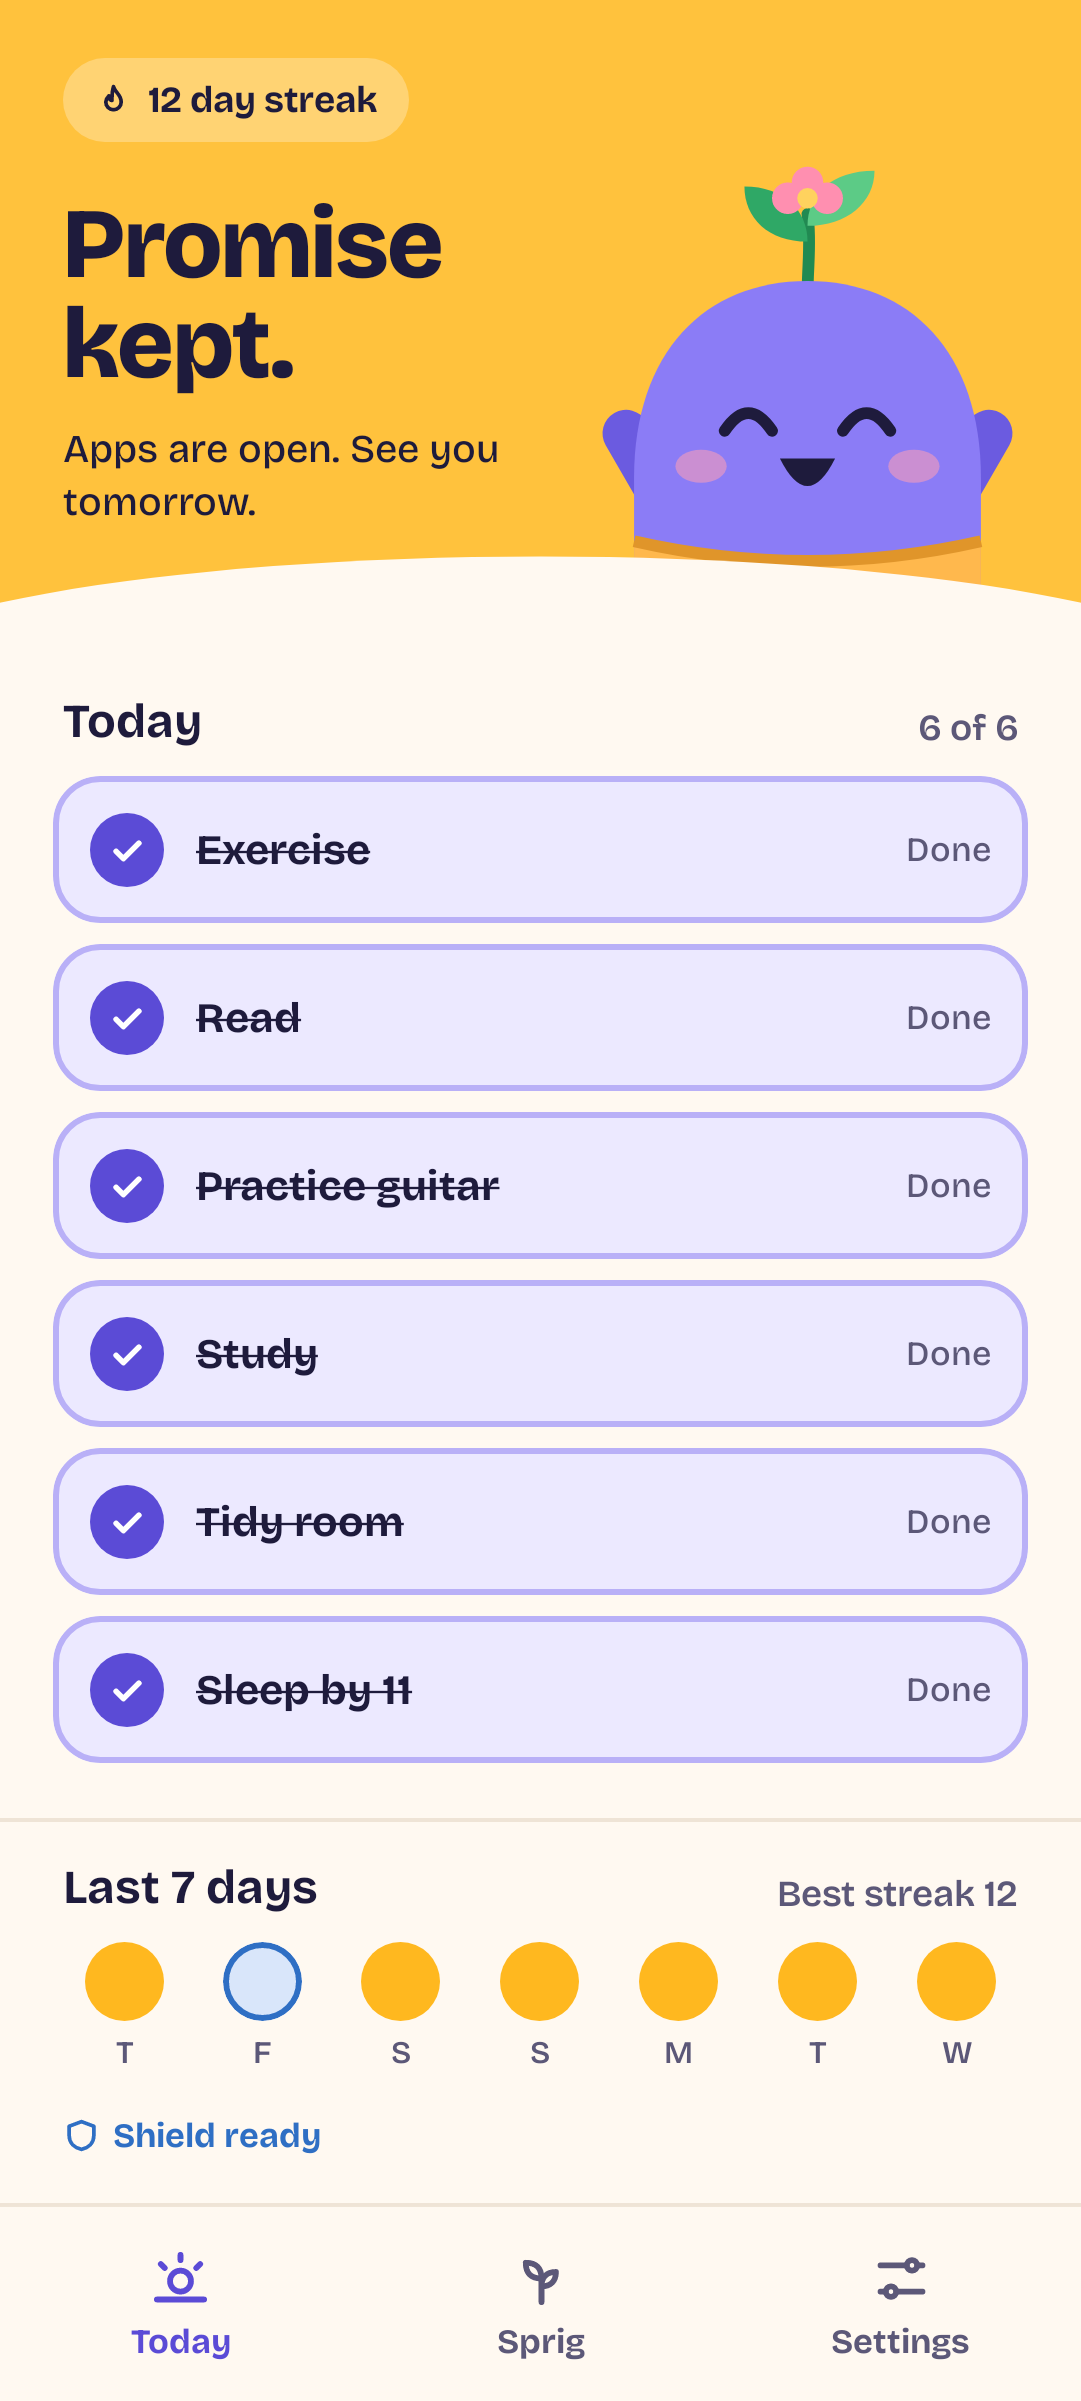 12 day streak
Promise
kept.
Apps are open. See you
tomorrow.
Today
6 of 6
Exercise
Done
Read
Done
Practice guitar
Done
Study
Done
Tidy room
Done
Sleep by 11
Done
Last 7 days
Best streak 12
T F S S M T W
Shield ready
Today
Sprig
Settings